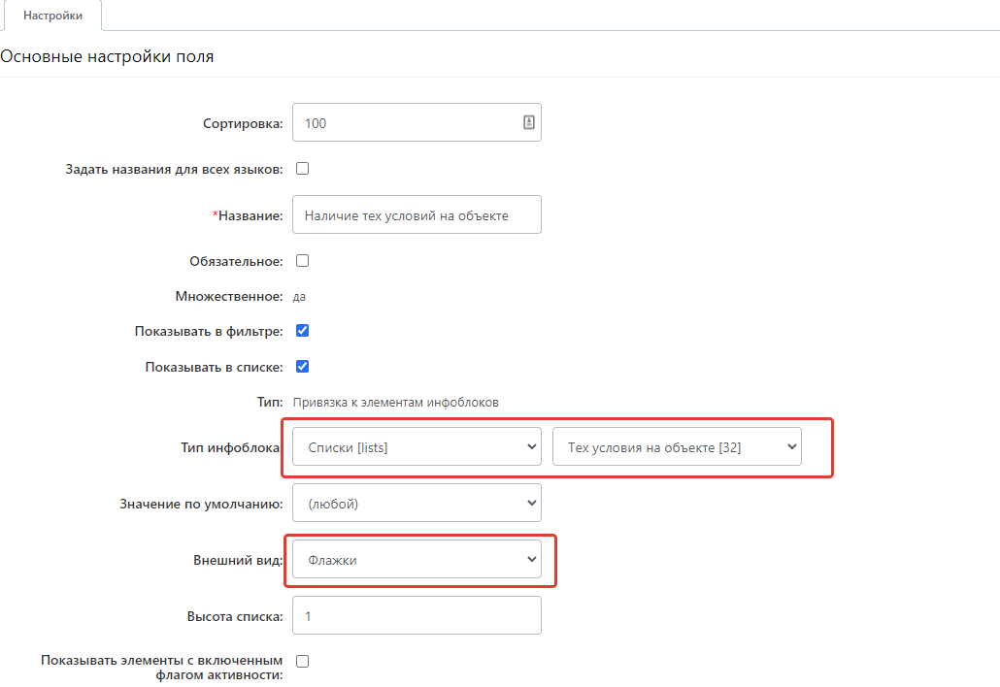 Настройки
Основные настройки поля
Сортировка: 100
Задать названия для всех языков:
*Название: Наличие тех условий на объекте
Обязательное:
Множественное: да
Показывать в фильтре:
Показывать в списке:
Тип: Привязка к элементам инфоблоков
Тип инфоблока Списки [lists] Тех условия на объекте [32]
Значение по умолчанию: (любой)
Внешний вид: Флажки
Высота списка: 1
Показывать элементы с включенным
флагом активности: